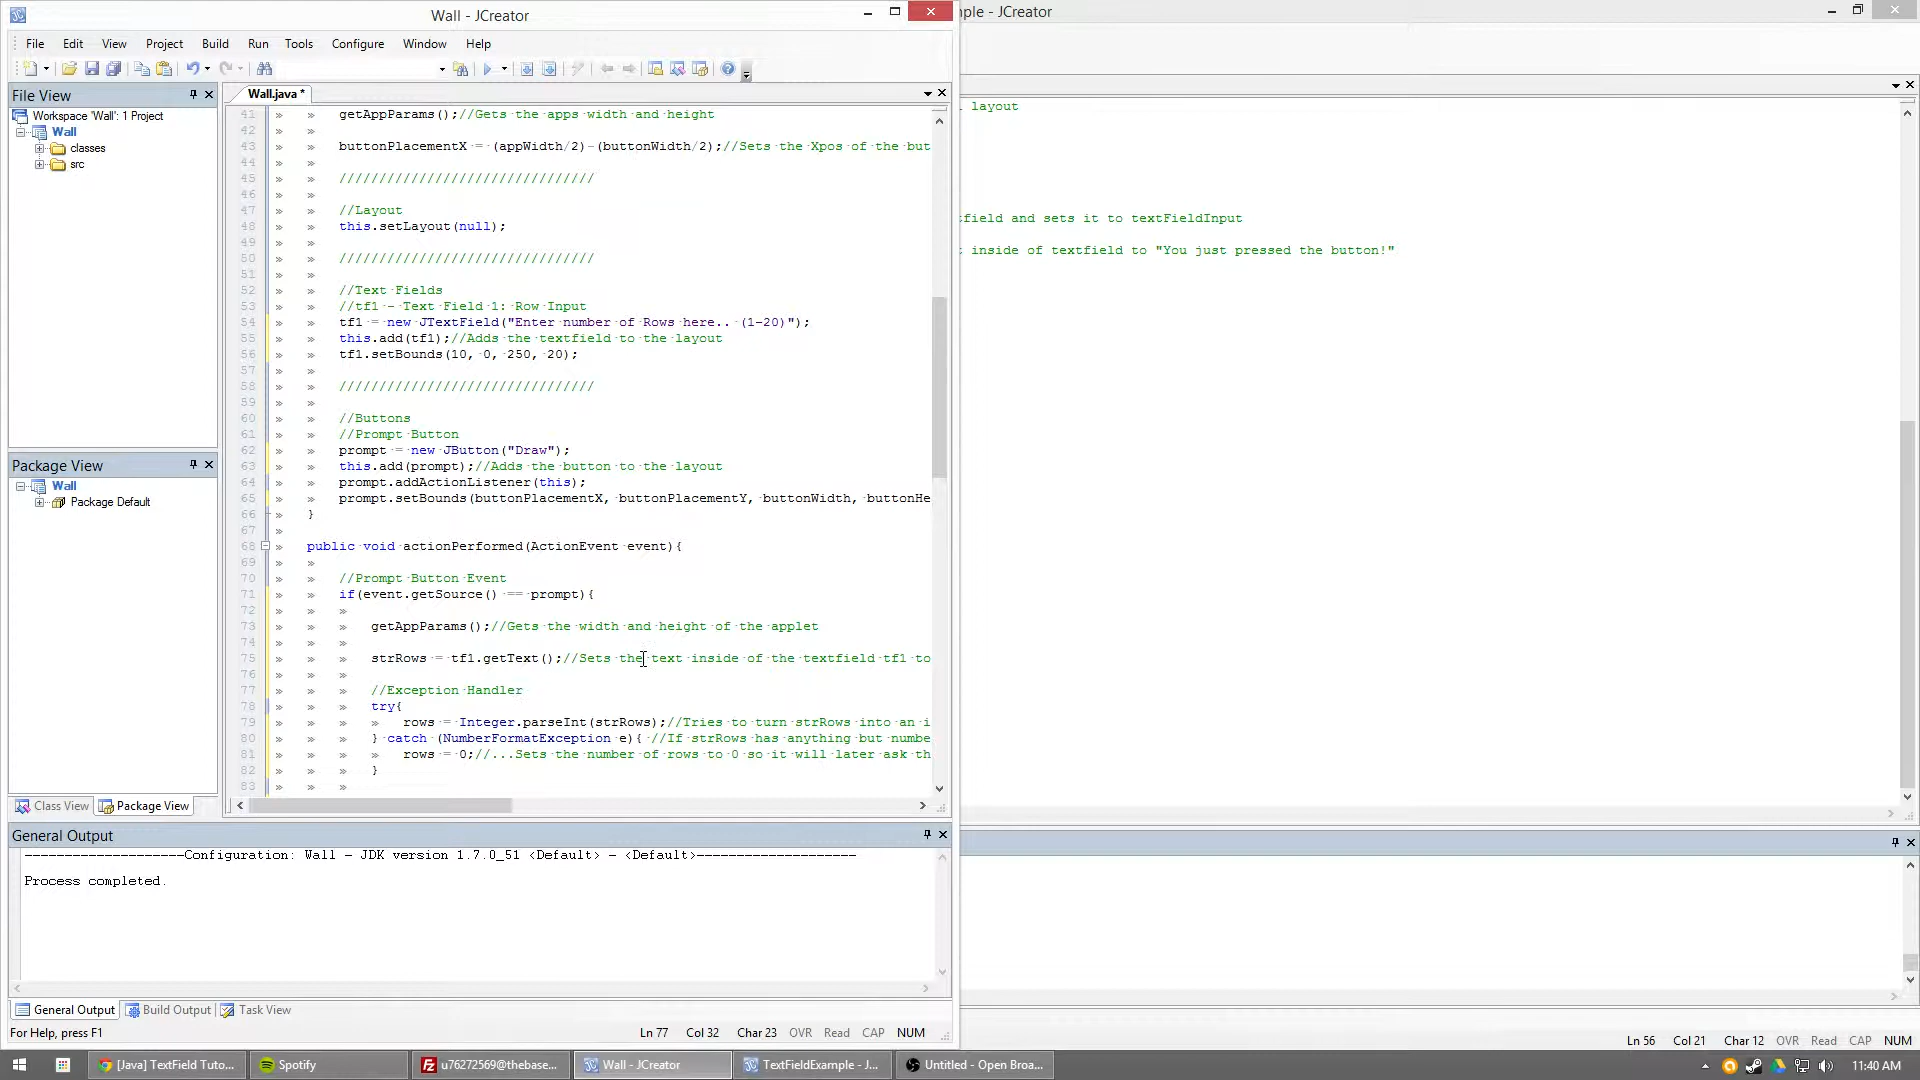 Wall - JCreator
mple - JCreator
File Edit View Project Build Run Tools Configure Window Help
File View
Workspace 'Wall': 1 Project
Wall
classes
src
Package View
Wall
Package Default
Class View Package View
Wall.java *
41 getAppParams();//Gets the apps width and height
42
43 buttonPlacementX = (appWidth/2)-(buttonWidth/2);//Sets the Xpos of the but
44
45 ////////////////////////////////
46
47 //Layout
48 this.setLayout(null);
49
50 ////////////////////////////////
51
52 //Text Fields
53 //tf1 - Text Field 1: Row Input
54 tf1 = new JTextField("Enter number of Rows here.. (1-20)");
55 this.add(tf1);//Adds the textfield to the layout
56 tf1.setBounds(10, 0, 250, 20);
57
58 ////////////////////////////////
59
60 //Buttons
61 //Prompt Button
62 prompt = new JButton("Draw");
63 this.add(prompt);//Adds the button to the layout
64 prompt.addActionListener(this);
65 prompt.setBounds(buttonPlacementX, buttonPlacementY, buttonWidth, buttonHe
66 }
67
68 public void actionPerformed(ActionEvent event){
69
70 //Prompt Button Event
71 if(event.getSource() == prompt){
72
73 getAppParams();//Gets the width and height of the applet
74
75 strRows = tf1.getText();//Sets the text inside of the textfield tf1 to
76
77 //Exception Handler
78 try{
79 rows = Integer.parseInt(strRows);//Tries to turn strRows into an i
80 } catch (NumberFormatException e){ //If strRows has anything but numbe
81 rows = 0;//...Sets the number of rows to 0 so it will later ask th
82 }
83
layout
field and sets it to textFieldInput
inside of textfield to "You just pressed the button!"
General Output
--------------------Configuration: Wall - JDK version 1.7.0_51 <Default> - <Default>--------------------
Process completed.
General Output Build Output Task View
For Help, press F1 Ln 77 Col 32 Char 23 OVR Read CAP NUM
Ln 56 Col 21 Char 12 OVR Read CAP NUM
[Java] TextField Tuto... Spotify u76272569@thebase... Wall - JCreator TextFieldExample - J... Untitled - Open Broa... 11:40 AM